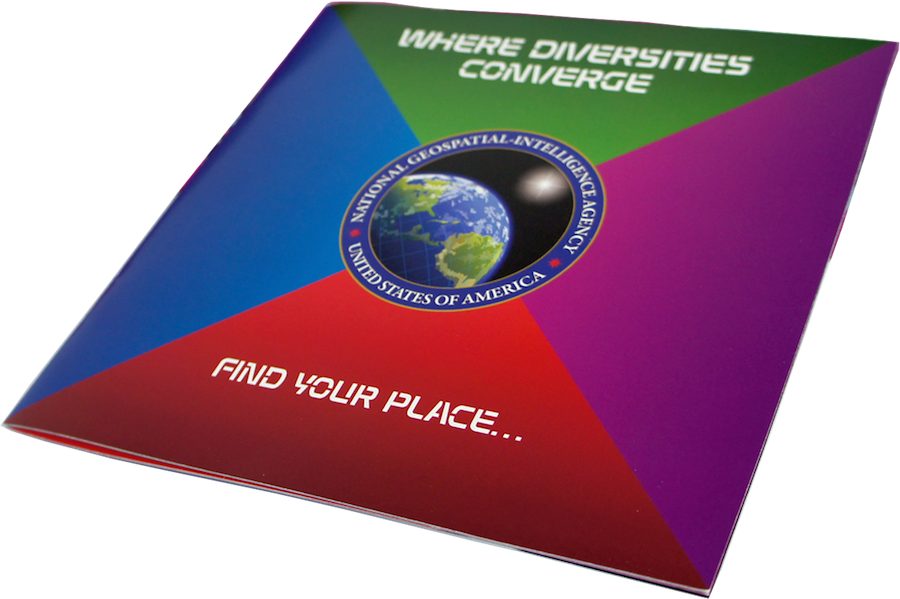 WHERE DIVERSITIES
CONVERGE
NATIONAL GEOSPATIAL-INTELLIGENCE AGENCY
UNITED STATES OF AMERICA
FIND YOUR PLACE...